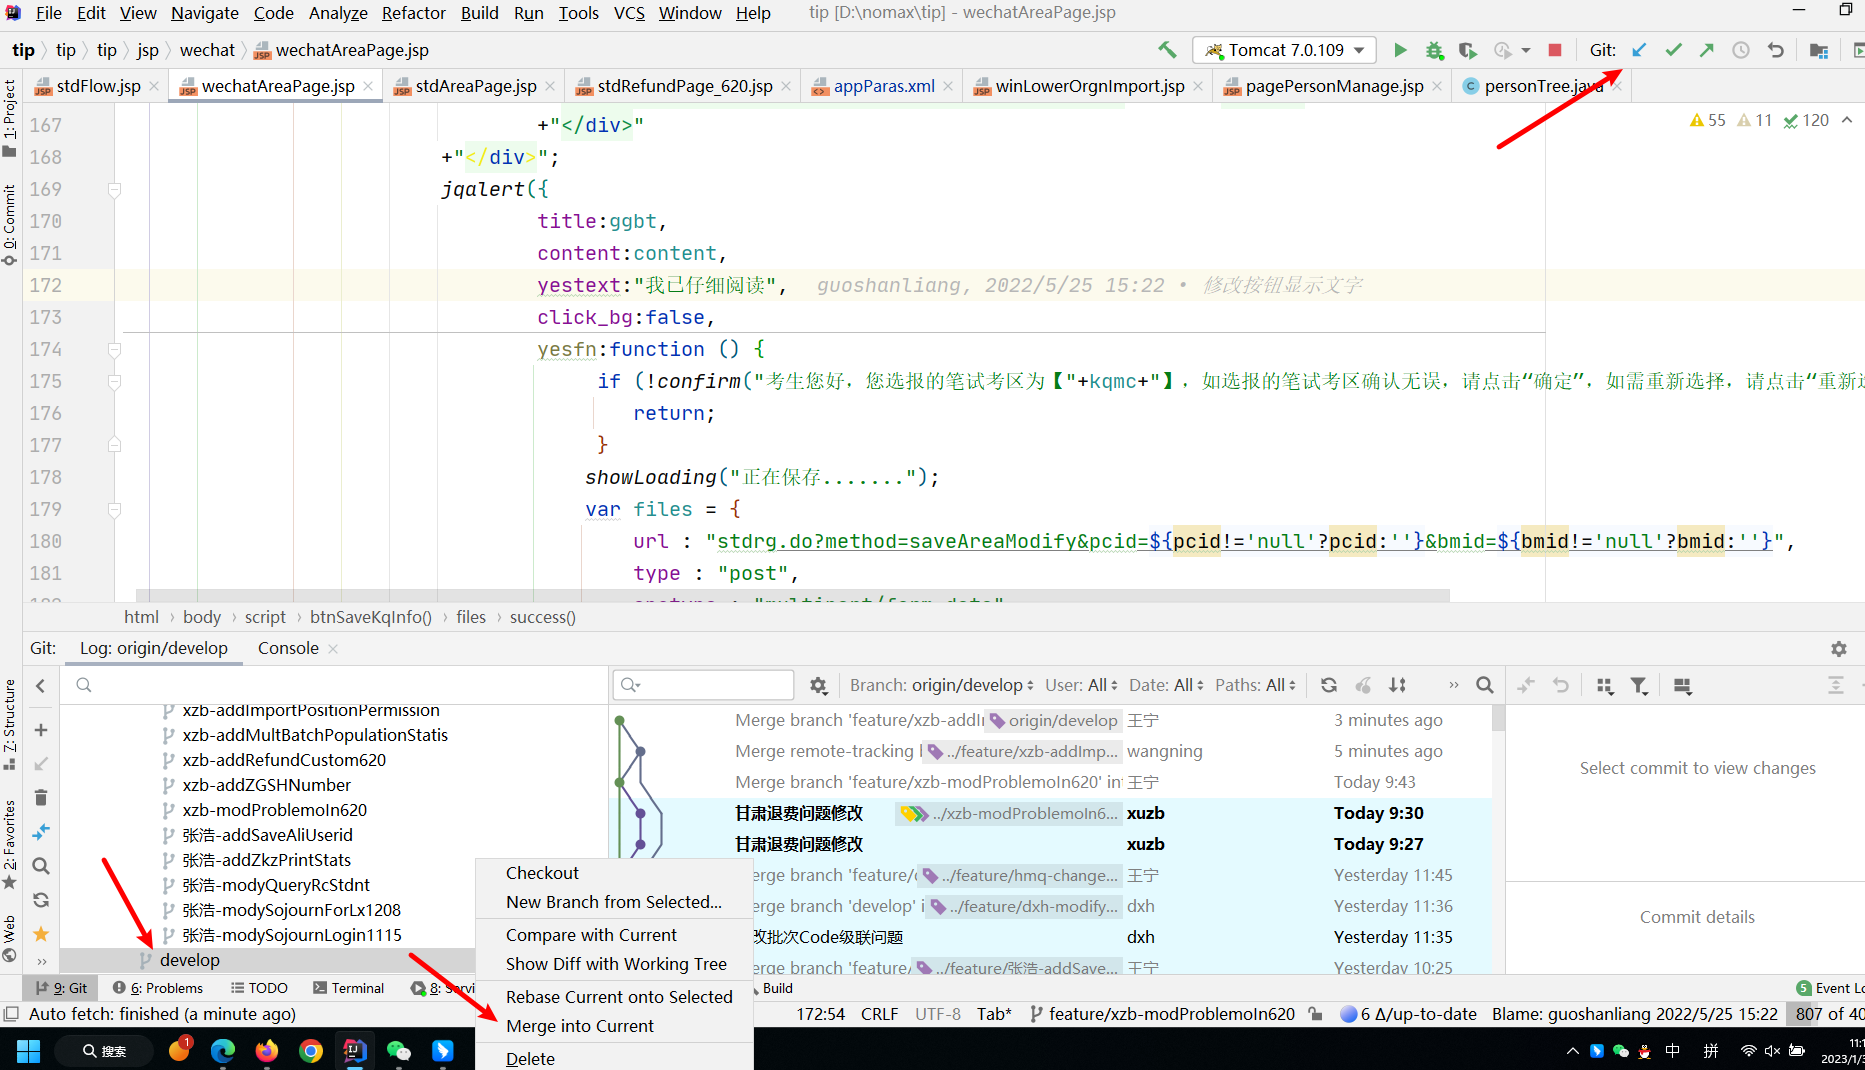 File Edit View Navigate Code Analyze Refactor Build Run Tools VCS Window Help tip [D:\nomax\tip] - wechatAreaPage.jsp
tip tip tip jsp wechat wechatAreaPage.jsp Tomcat 7.0.109 Git:
stdFlow.jsp wechatAreaPage.jsp stdAreaPage.jsp stdRefundPage_620.jsp appParas.xml winLowerOrgnImport.jsp pagePersonManage.jsp personTree.java
55 11 120
1: Project
0: Commit
Z: Structure
2: Favorites
Web
167 +"</div>"
168 +"</div>";
169 jqalert({
170 title:ggbt,
171 content:content,
172 yestext:"我已仔细阅读", guoshanliang, 2022/5/25 15:22 • 修改按钮显示文字
173 click_bg:false,
174 yesfn:function () {
175 if (!confirm("考生您好，您选报的笔试考区为【"+kqmc+"】，如选报的笔试考区确认无误，请点击“确定”，如需重新选择，请点击“重新
176 return;
177 }
178 showLoading("正在保存.......");
179 var files = {
180 url : "stdrg.do?method=saveAreaModify&pcid=${pcid!='null'?pcid:''}&bmid=${bmid!='null'?bmid:''}",
181 type : "post",
html body script btnSaveKqInfo() files success()
Git: Log: origin/develop Console
Branch: origin/develop User: All Date: All Paths: All
xzb-addImportPositionPermission
xzb-addMultBatchPopulationStatis
xzb-addRefundCustom620
xzb-addZGSHNumber
xzb-modProblemoIn620
张浩-addSaveAliUserid
张浩-addZkzPrintStats
张浩-modyQueryRcStdnt
张浩-modySojournForLx1208
张浩-modySojournLogin1115
develop
Merge branch 'feature/xzb-addI origin/develop 王宁 3 minutes ago
Merge remote-tracking ../feature/xzb-addImp... wangning 5 minutes ago
Merge branch 'feature/xzb-modProblemoIn620' in 王宁 Today 9:43
甘肃退费问题修改 ../xzb-modProblemoIn6... xuzb Today 9:30
甘肃退费问题修改 xuzb Today 9:27
erge branch 'feature/ ../feature/hmq-change... 王宁 Yesterday 11:45
erge branch 'develop' i ../feature/dxh-modify... dxh Yesterday 11:36
改批次Code级联问题 dxh Yesterday 11:35
erge branch 'feature/ ../feature/张浩-addSave... 王宁 Yesterday 10:25
Select commit to view changes
Commit details
Checkout
New Branch from Selected...
Compare with Current
Show Diff with Working Tree
Rebase Current onto Selected
Merge into Current
Delete
9: Git 6: Problems TODO Terminal 8: Servi Build 5 Event Lo
Auto fetch: finished (a minute ago) 172:54 CRLF UTF-8 Tab* feature/xzb-modProblemoIn620 6 Δ/up-to-date Blame: guoshanliang 2022/5/25 15:22 807 of 40
搜索 1 中 拼 11:1
2023/1/3